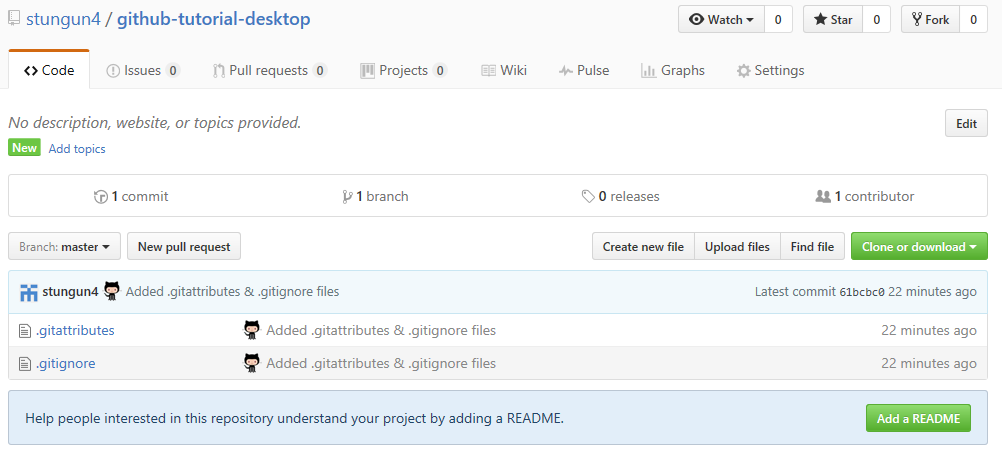 stungun4 / github-tutorial-desktop Watch 0 Star 0 Fork 0
Code Issues 0 Pull requests 0 Projects 0 Wiki Pulse Graphs Settings
No description, website, or topics provided. Edit
New Add topics
1 commit 1 branch 0 releases 1 contributor
Branch: master New pull request Create new file Upload files Find file Clone or download
stungun4 Added .gitattributes & .gitignore files Latest commit 61bcbc0 22 minutes ago
.gitattributes Added .gitattributes & .gitignore files 22 minutes ago
.gitignore Added .gitattributes & .gitignore files 22 minutes ago
Help people interested in this repository understand your project by adding a README. Add a README